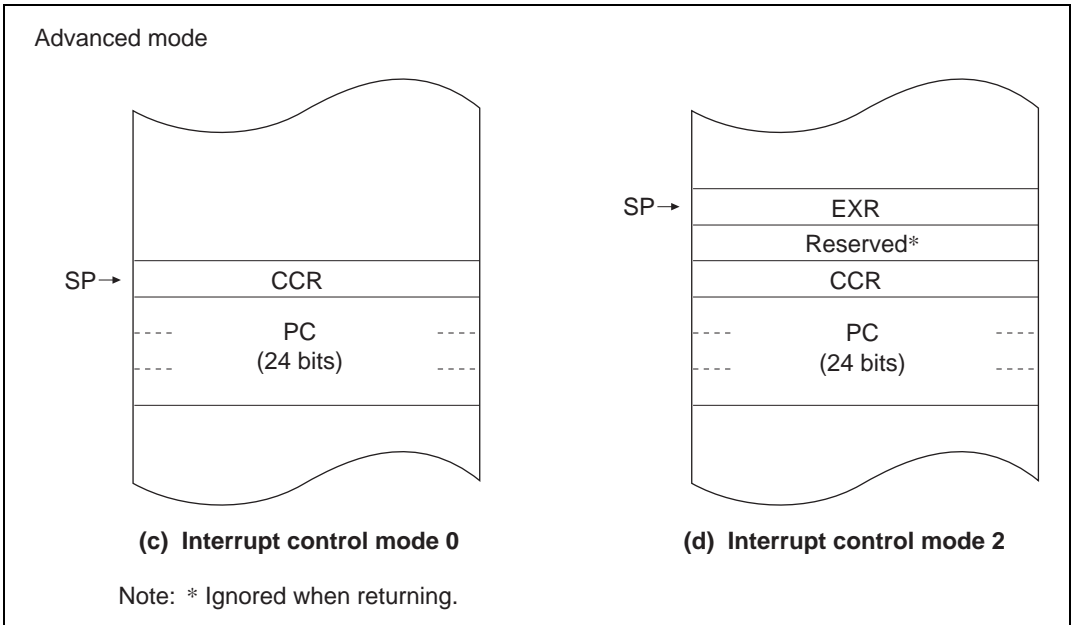 Advanced mode
SP→
CCR
PC
(24 bits)
(c) Interrupt control mode 0
SP→
EXR
Reserved*
CCR
PC
(24 bits)
(d) Interrupt control mode 2
Note: * Ignored when returning.